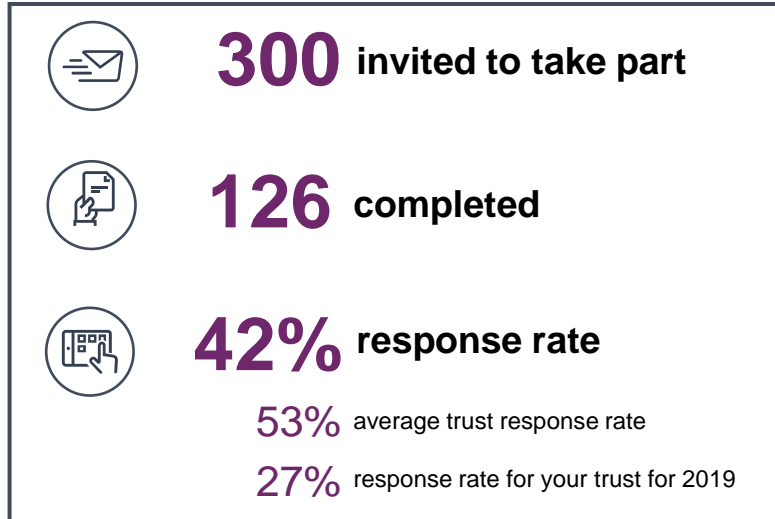 300 invited to take part
126 completed
42% response rate
53% average trust response rate
27% response rate for your trust for 2019